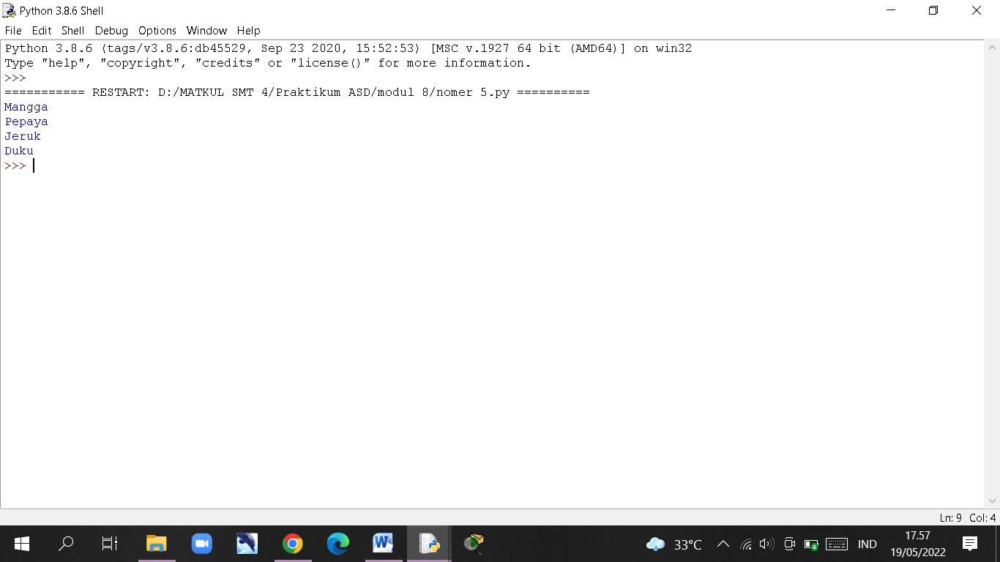 Python 3.8.6 Shell
File Edit Shell Debug Options Window Help
Python 3.8.6 (tags/v3.8.6:db45529, Sep 23 2020, 15:52:53) [MSC v.1927 64 bit (AMD64)] on win32
Type "help", "copyright", "credits" or "license()" for more information.
>>>
=========== RESTART: D:/MATKUL SMT 4/Praktikum ASD/modul 8/nomer 5.py ==========
Mangga
Pepaya
Jeruk
Duku
>>>
Ln: 9 Col: 4
33°C IND 17.57
19/05/2022